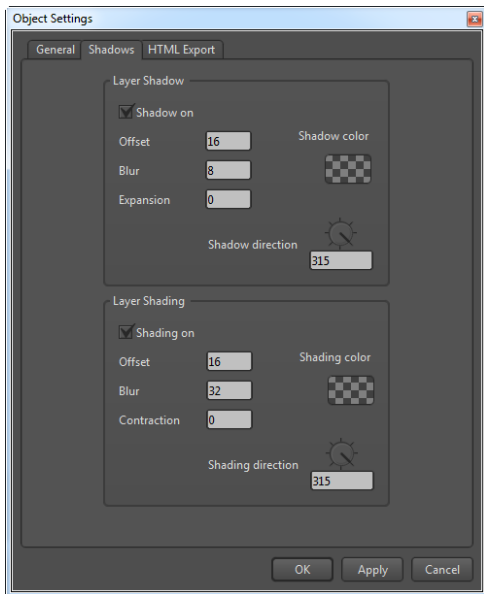 Object Settings
General Shadows HTML Export
Layer Shadow
Shadow on
Offset 16 Shadow color
Blur 8
Expansion 0
Shadow direction
315
Layer Shading
Shading on
Offset 16 Shading color
Blur 32
Contraction 0
Shading direction
315
OK Apply Cancel